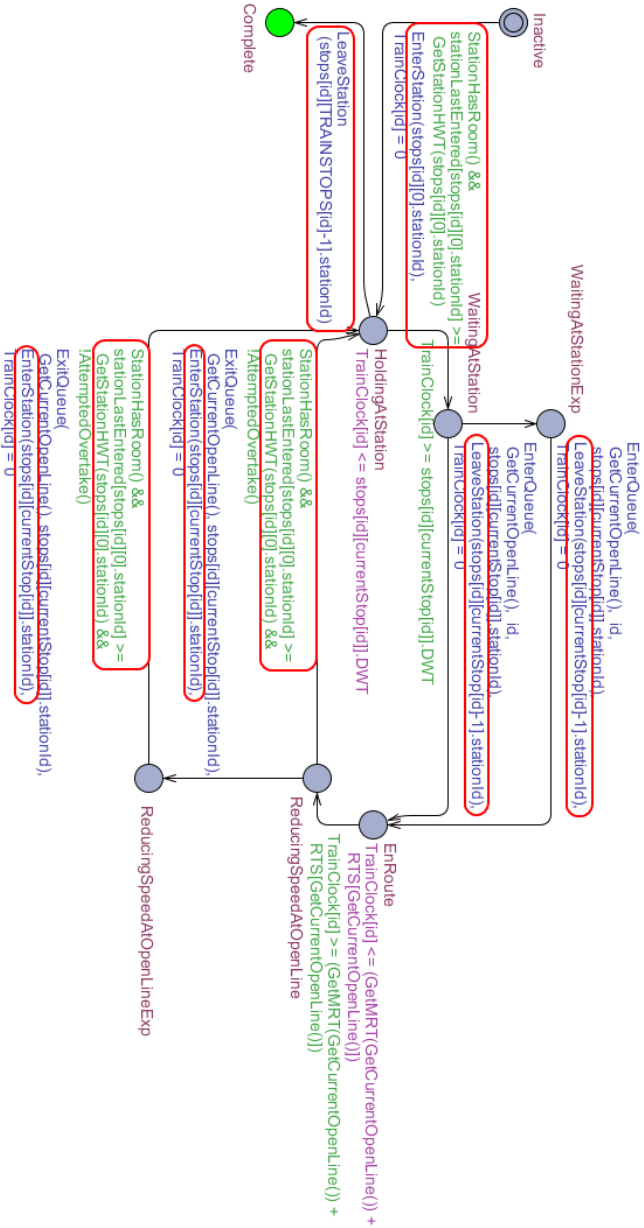 EnterQueue(
GetCurrentOpenLine(), id,
stops[id][currentStop[id]].stationId),
LeaveStation(stops[id][currentStop[id]-1].stationId),
TrainClock[id] = 0
WaitingAtStationExp
Inactive
EnterQueue(
GetCurrentOpenLine(), id,
stops[id][currentStop[id]].stationId),
LeaveStation(stops[id][currentStop[id]-1].stationId),
TrainClock[id] = 0
StationHasRoom() &&
stationLastEntered[stops[id][0].stationId] >=
GetStationHWT(stops[id][0].stationId)
EnterStation(stops[id][0].stationId),
TrainClock[id] = 0
WaitingAtStation
TrainClock[id] >= stops[id][currentStop[id]].DWT
HoldingAtStation
TrainClock[id] <= stops[id][currentStop[id]].DWT
EnRoute
TrainClock[id] <= (GetMRT(GetCurrentOpenLine()) +
RTS[GetCurrentOpenLine()])
TrainClock[id] >= (GetMRT(GetCurrentOpenLine()) +
RTS[GetCurrentOpenLine()])
LeaveStation
(stops[id][TRAINSTOPS[id]-1].stationId)
Complete
StationHasRoom() &&
stationLastEntered[stops[id][0].stationId] >=
GetStationHWT(stops[id][0].stationId) &&
!AttemptedOvertake()
ReducingSpeedAtOpenLine
ExitQueue(
GetCurrentOpenLine(), stops[id][currentStop[id]].stationId),
EnterStation(stops[id][currentStop[id]].stationId),
TrainClock[id] = 0
StationHasRoom() &&
stationLastEntered[stops[id][0].stationId] >=
GetStationHWT(stops[id][0].stationId) &&
!AttemptedOvertake()
ReducingSpeedAtOpenLineExp
ExitQueue(
GetCurrentOpenLine(), stops[id][currentStop[id]].stationId),
EnterStation(stops[id][currentStop[id]].stationId),
TrainClock[id] = 0